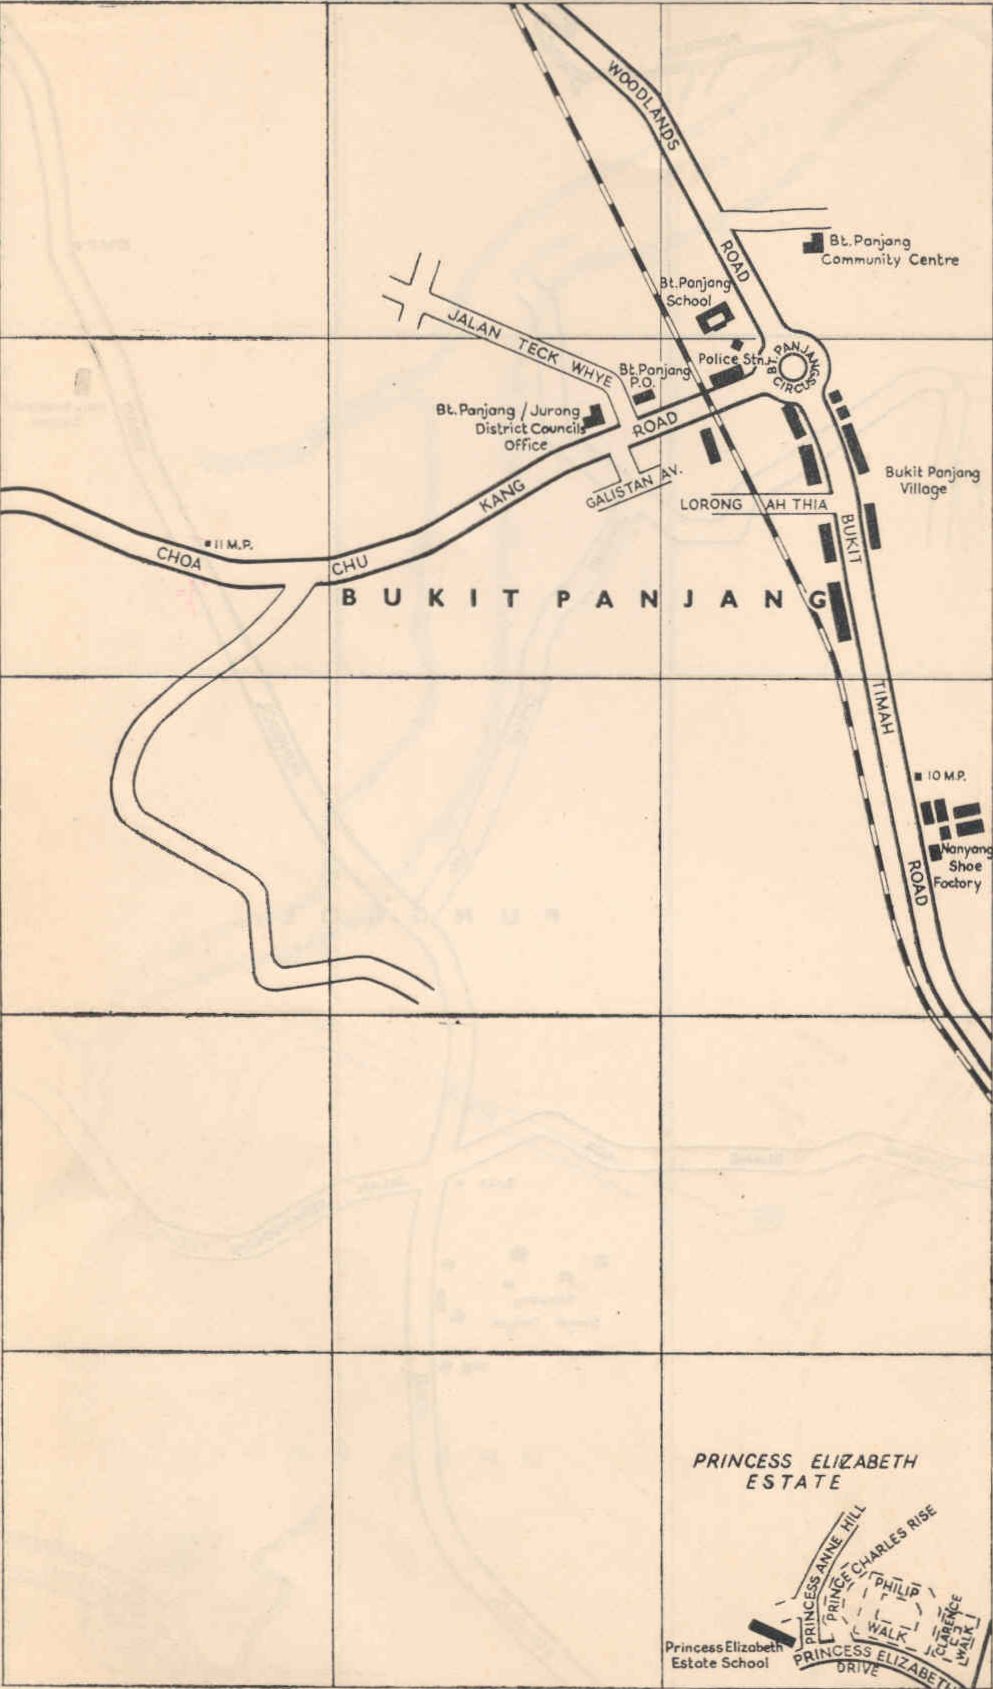 WOODLANDS
ROAD
Bt. Panjang
Community Centre
Bt. Panjang
School
JALAN TECK WHYE
BT. PANJANG
CIRCUS
Police Stn.
Bt. Panjang
P.O.
Bt. Panjang / Jurong
District Councils
Office
ROAD
KANG
GALISTAN AV.
LORONG AH THIA
Bukit Panjang
Village
BUKIT
11 M.P.
CHOA
CHU
BUKIT PANJANG
TIMAH
10 M.P.
Nanyang
Shoe
Factory
ROAD
PRINCESS ELIZABETH
ESTATE
PRINCESS ANNE HILL
PRINCE CHARLES RISE
PHILIP
WALK
CLARENCE
WALK
Princess Elizabeth
Estate School
PRINCESS ELIZABETH
DRIVE